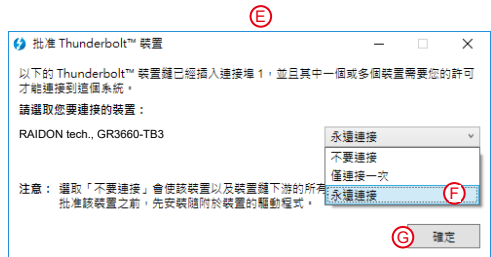 E
批准 Thunderbolt™ 裝置
以下的 Thunderbolt™ 裝置鏈已經插入連接埠 1，並且其中一個或多個裝置需要您的許可
才能連接到這個系統。
請選取您要連接的裝置：
RAIDON tech., GR3660-TB3
永遠連接
不要連接
僅連接一次
永遠連接
F
注意： 選取「不要連接」會使該裝置以及裝置鏈下游的所有
批准該裝置之前，先安裝隨附於裝置的驅動程式。
G
確定